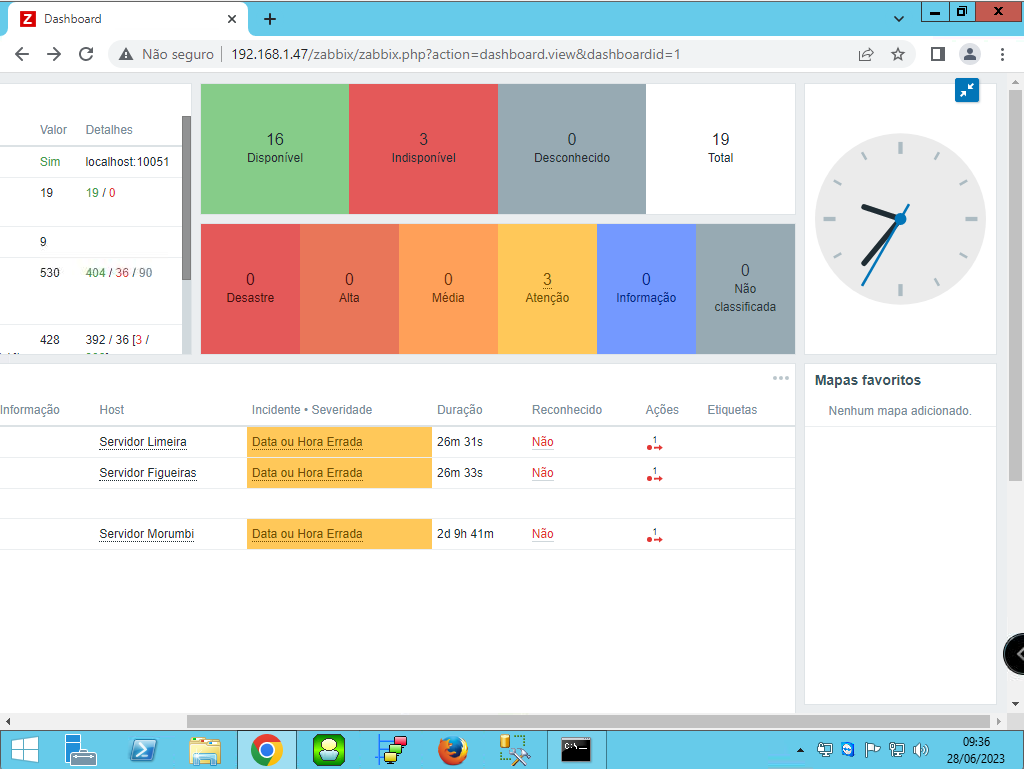 Dashboard
Não seguro 192.168.1.47/zabbix/zabbix.php?action=dashboard.view&dashboardid=1
Valor Detalhes
Sim localhost:10051
19 19 / 0
9
530 404 / 36 / 90
428 392 / 36 [3 /
16
Disponível
3
Indisponível
0
Desconhecido
19
Total
0
Desastre
0
Alta
0
Média
3
Atenção
0
Informação
0
Não
classificada
Mapas favoritos
Nenhum mapa adicionado.
Informação Host Incidente • Severidade Duração Reconhecido Ações Etiquetas
Servidor Limeira Data ou Hora Errada 26m 31s Não 1
Servidor Figueiras Data ou Hora Errada 26m 33s Não 1
Servidor Morumbi Data ou Hora Errada 2d 9h 41m Não 1
09:36
28/06/2023